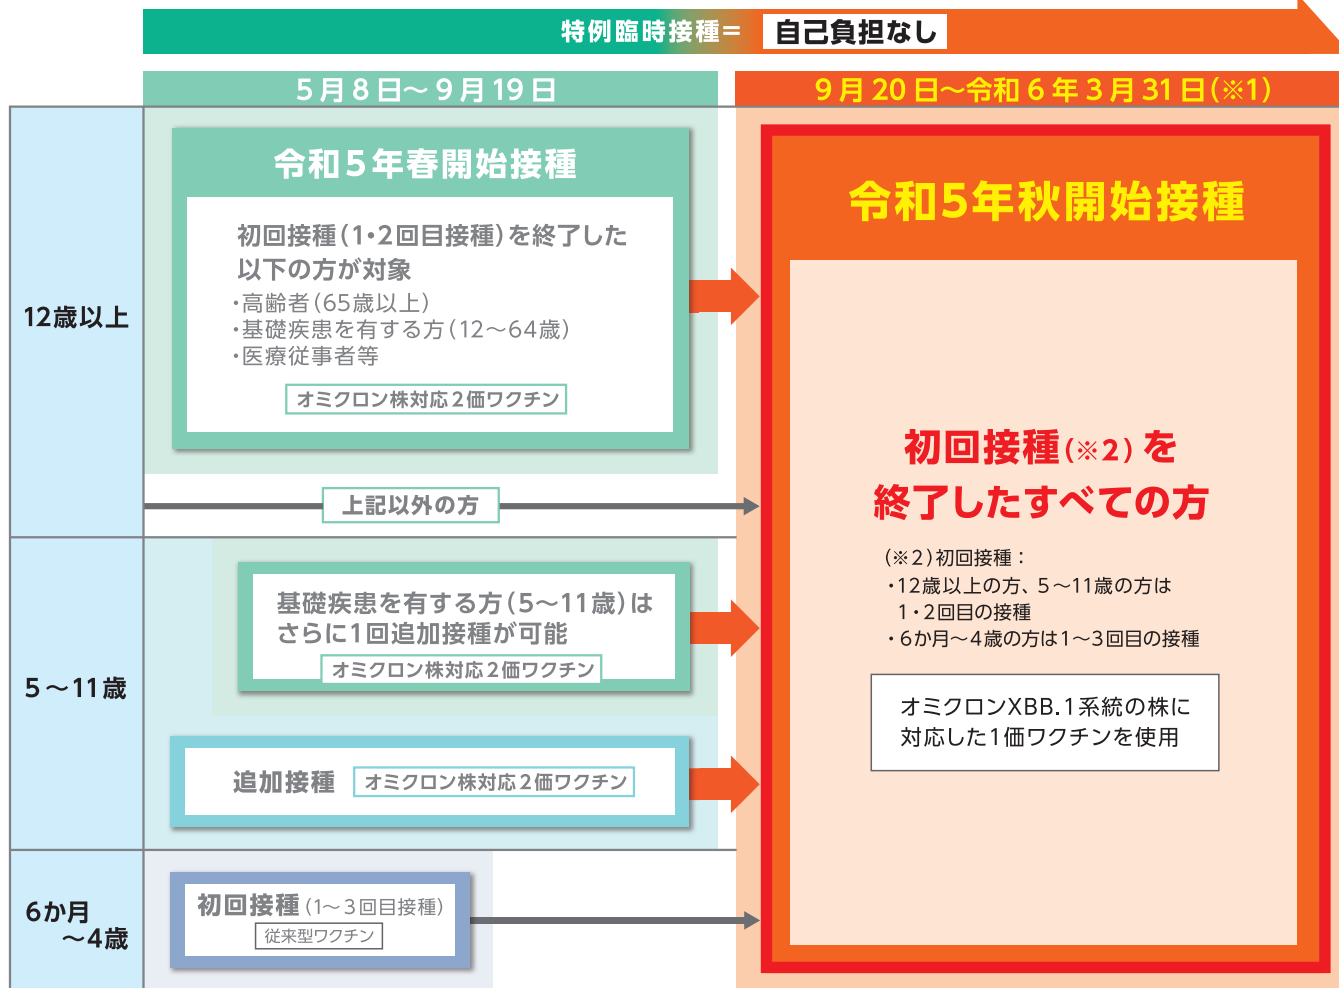 特例臨時接種＝ 自己負担なし
5月8日～9月19日
9月20日～令和6年3月31日(※1)
12歳以上
令和5年春開始接種
初回接種(1・2回目接種)を終了した
以下の方が対象
・高齢者(65歳以上)
・基礎疾患を有する方(12～64歳)
・医療従事者等
オミクロン株対応2価ワクチン
上記以外の方
5～11歳
基礎疾患を有する方(5～11歳)は
さらに1回追加接種が可能
オミクロン株対応2価ワクチン
追加接種 オミクロン株対応2価ワクチン
6か月
～4歳
初回接種(1～3回目接種)
従来型ワクチン
令和5年秋開始接種
初回接種(※2)を
終了したすべての方
(※2)初回接種：
・12歳以上の方、5～11歳の方は
1・2回目の接種
・6か月～4歳の方は1～3回目の接種
オミクロンXBB.1系統の株に
対応した1価ワクチンを使用